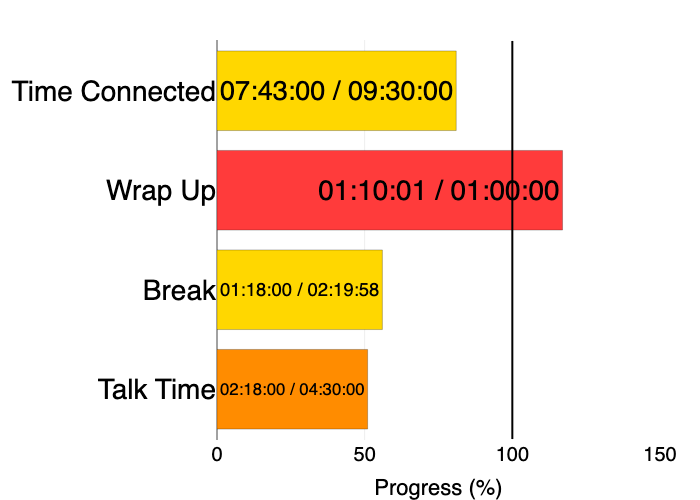 Time Connected 07:43:00 / 09:30:00
Wrap Up 01:10:01 / 01:00:00
Break 01:18:00 / 02:19:58
Talk Time 02:18:00 / 04:30:00
0 50 100 150
Progress (%)